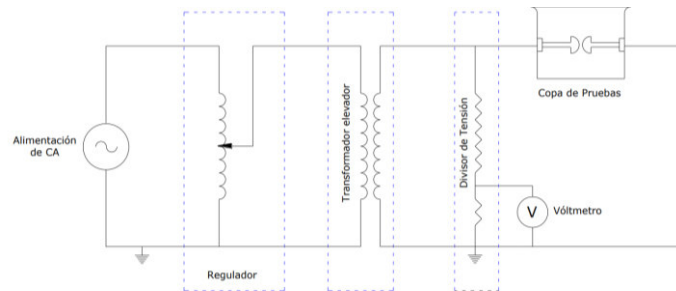 Copa de Pruebas
Alimentación
de CA
Transformador elevador
Divisor de Tensión
V
Vóltmetro
Regulador